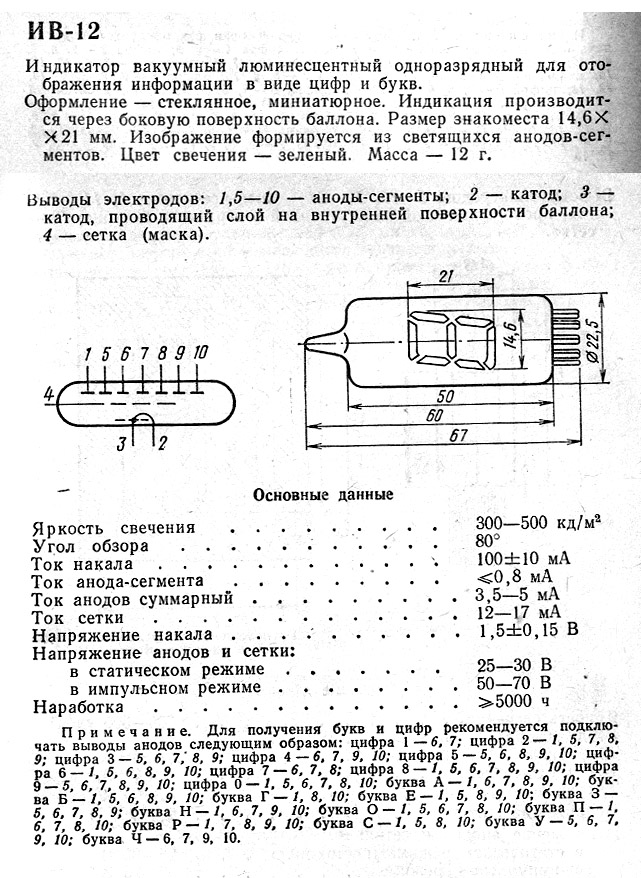 ИВ-12
Индикатор вакуумный люминесцентный одноразрядный для ото-
бражения информации в виде цифр и букв.
Оформление — стеклянное, миниатюрное. Индикация производит-
ся через боковую поверхность баллона. Размер знакоместа 14,6×
×21 мм. Изображение формируется из светящихся анодов-сег-
ментов. Цвет свечения — зеленый. Масса — 12 г.
Выводы электродов: 1,5—10 — аноды-сегменты; 2 — катод; 3 —
катод, проводящий слой на внутренней поверхности баллона;
4 — сетка (маска).
1 5 6 7 8 9 10
4
3 2
21
14,6
Ø 22,5
50
60
67
Основные данные
Яркость свечения . . . . . . . . . 300—500 кд/м²
Угол обзора . . . . . . . . . . . 80°
Ток накала . . . . . . . . . . . . 100±10 мА
Ток анода-сегмента . . . . . . . . . ≤0,8 мА
Ток анодов суммарный . . . . . . . . 3,5—5 мА
Ток сетки . . . . . . . . . . . . 12—17 мА
Напряжение накала . . . . . . . . . 1,5±0,15 В
Напряжение анодов и сетки:
в статическом режиме . . . . . . . 25—30 В
в импульсном режиме . . . . . . . . 50—70 В
Наработка . . . . . . . . . . . . ≥5000 ч
Примечание. Для получения букв и цифр рекомендуется подклю-
чать выводы анодов следующим образом: цифра 1 — 6, 7; цифра 2 — 1, 5, 7, 8,
9; цифра 3 — 5, 6, 7, 8, 9; цифра 4 — 6, 7, 9, 10; цифра 5 — 5, 6, 8, 9, 10; циф-
ра 6 — 1, 5, 6, 8, 9, 10; цифра 7 — 6, 7, 8; цифра 8 — 1, 5, 6, 7, 8, 9, 10; цифра
9 — 5, 6, 7, 8, 9, 10; цифра 0 — 1, 5, 6, 7, 8, 10; буква А — 1, 6, 7, 8, 9, 10; бук-
ва Б — 1, 5, 6, 8, 9, 10; буква Г — 1, 8, 10; буква Е — 1, 5, 8, 9, 10; буква З —
5, 6, 7, 8, 9; буква Н — 1, 6, 7, 9, 10; буква О — 1, 5, 6, 7, 8, 10; буква П — 1,
6, 7, 8, 10; буква Р — 1, 7, 8, 9, 10; буква С — 1, 5, 8, 10; буква У — 5, 6, 7,
9, 10; буква Ч — 6, 7, 9, 10.